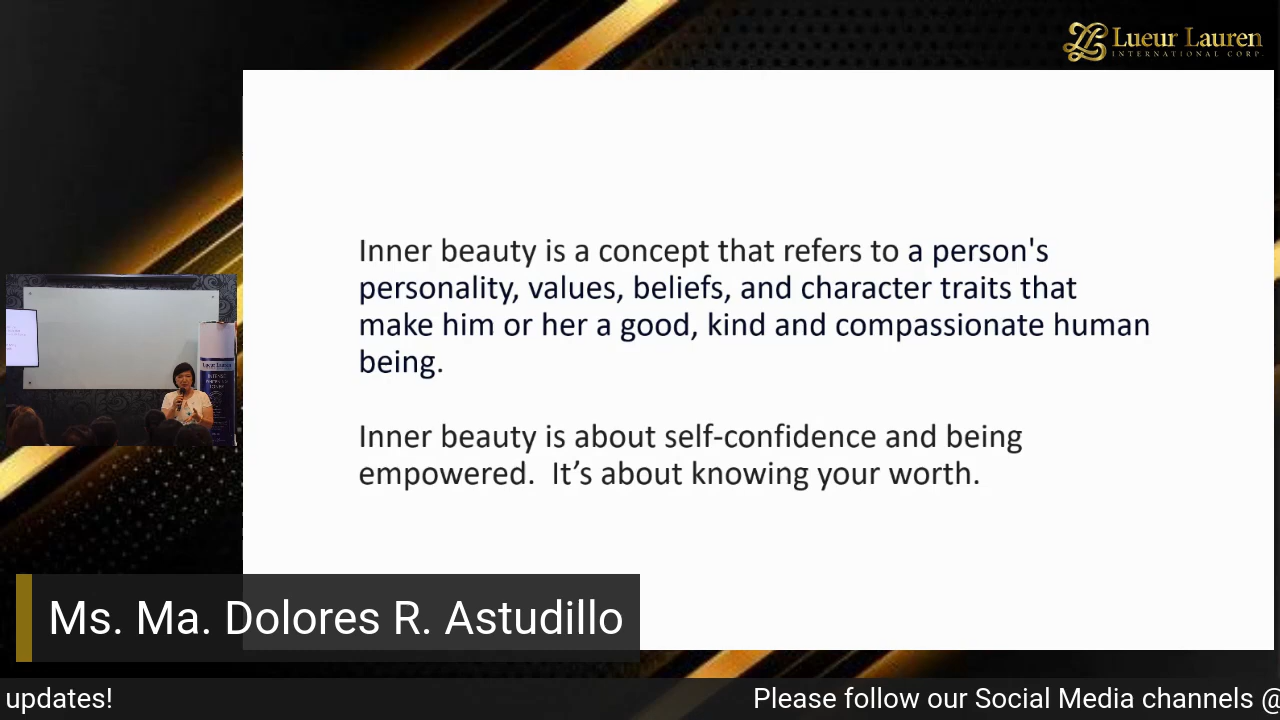 Lueur Lauren
INTERNATIONAL CORP.
Inner beauty is a concept that refers to a person's
personality, values, beliefs, and character traits that
make him or her a good, kind and compassionate human
being.
Inner beauty is about self-confidence and being
empowered.  It’s about knowing your worth.
Lueur Lauren
Ms. Ma. Dolores R. Astudillo
updates!
Please follow our Social Media channels @